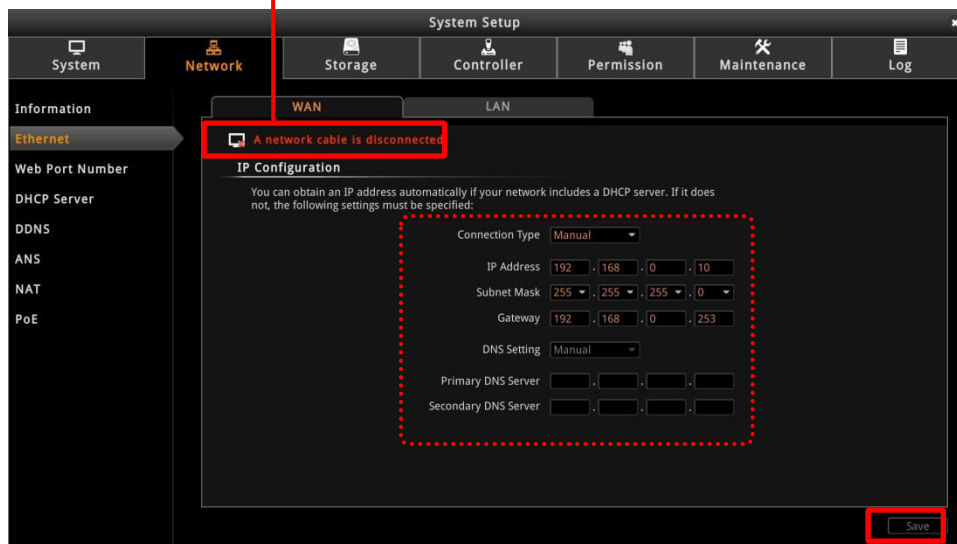 System Setup
System Network Storage Controller Permission Maintenance Log
Information
Ethernet
Web Port Number
DHCP Server
DDNS
ANS
NAT
PoE
WAN LAN
A network cable is disconnected
IP Configuration
You can obtain an IP address automatically if your network includes a DHCP server. If it does
not, the following settings must be specified:
Connection Type Manual
IP Address 192 . 168 . 0 . 10
Subnet Mask 255 . 255 . 255 . 0
Gateway 192 . 168 . 0 . 253
DNS Setting Manual
Primary DNS Server . . .
Secondary DNS Server . . .
Save